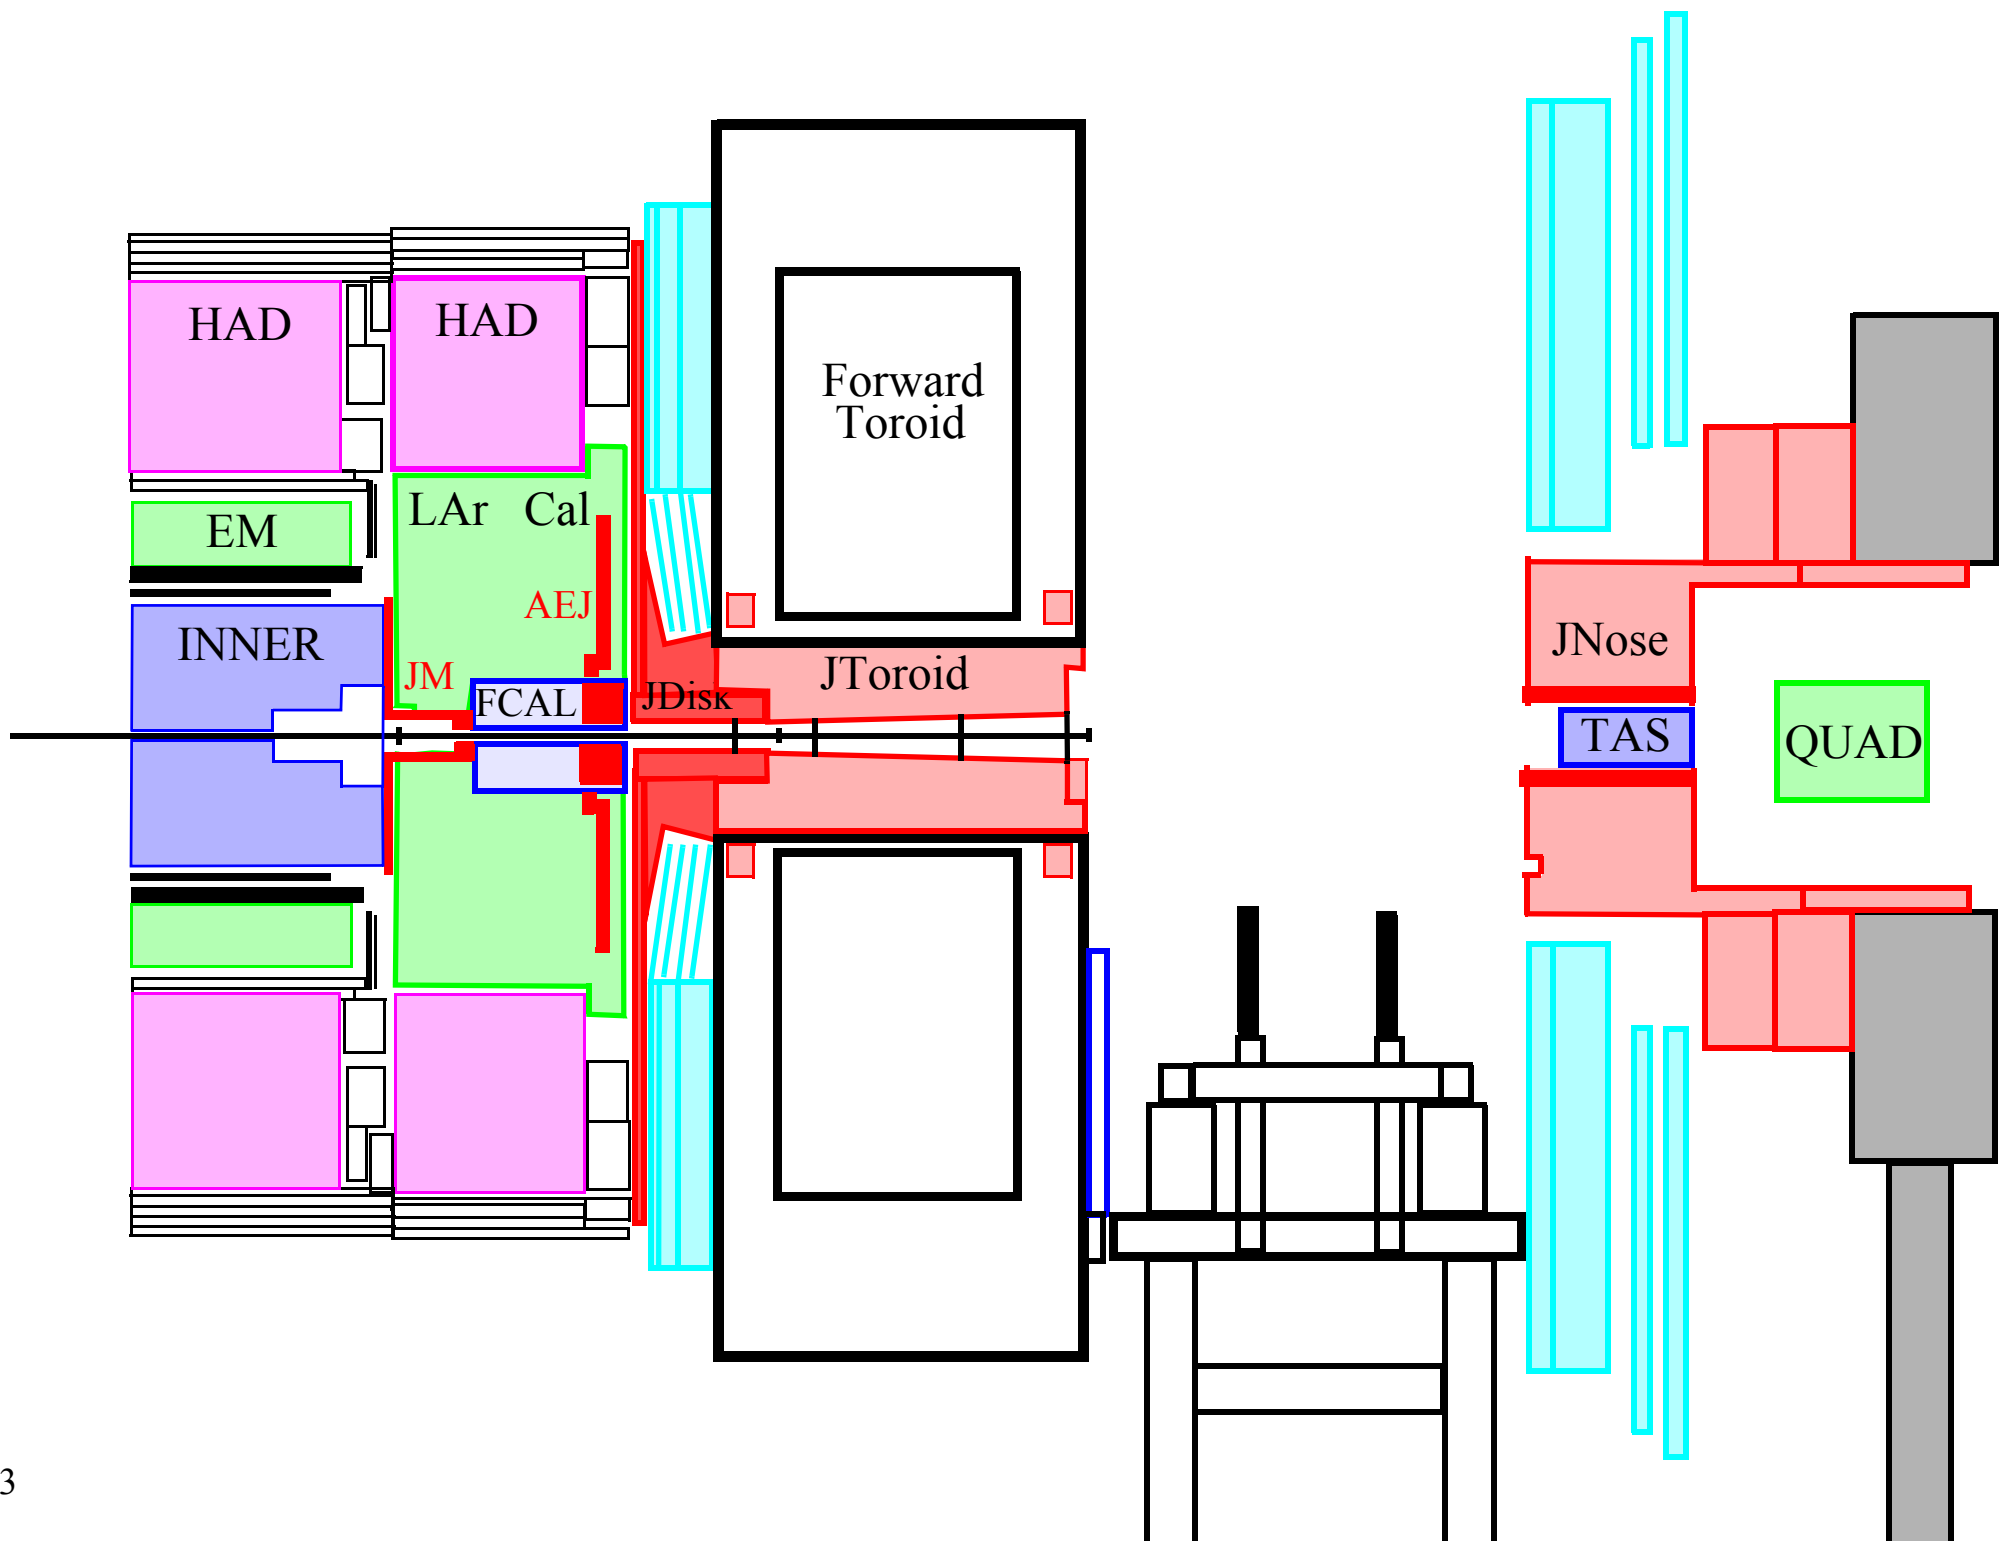 HAD
HAD
Forward
Toroid
LAr Cal
EM
AEJ
INNER
JM
FCAL
JDisk
JToroid
JNose
TAS
QUAD
3